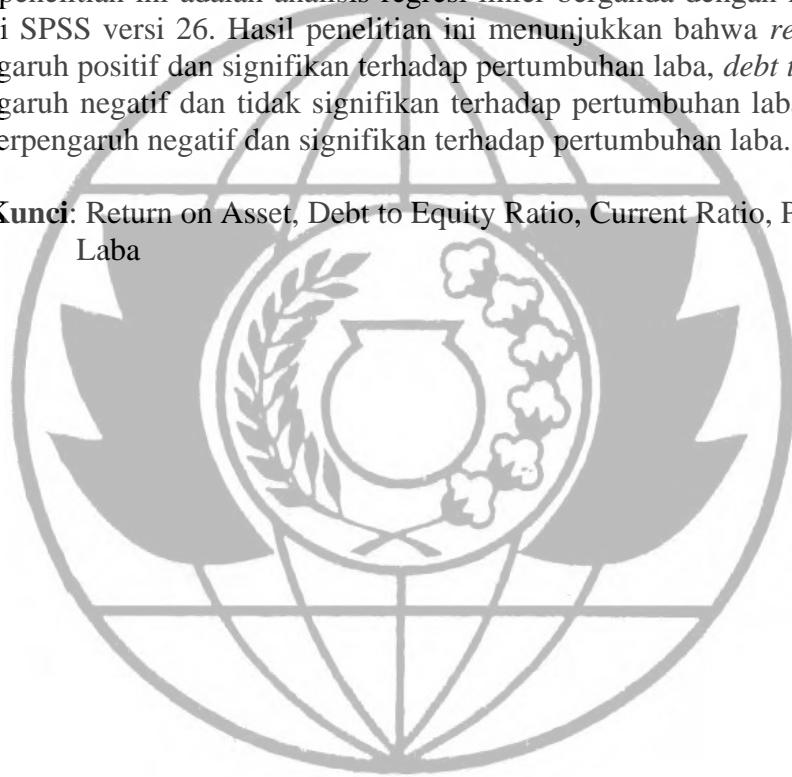 penelitian ini adalah analisis regresi linier berganda dengan
i SPSS versi 26. Hasil penelitian ini menunjukkan bahwa re
garuh positif dan signifikan terhadap pertumbuhan laba, debt t
garuh negatif dan tidak signifikan terhadap pertumbuhan laba
erpengaruh negatif dan signifikan terhadap pertumbuhan laba.
Kunci: Return on Asset, Debt to Equity Ratio, Current Ratio, P
Laba